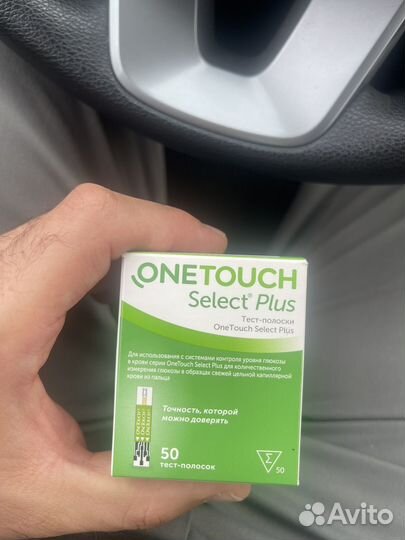 ONETOUCH
Select® Plus
Тест-полоски
OneTouch Select Plus
Для использования с системами контроля уровня глюкозы
в крови серии OneTouch Select Plus для количественного
измерения глюкозы в образцах свежей цельной капиллярной
крови из пальца
Точность, которой
можно доверять
50
тест-полосок
Σ
50
Avito